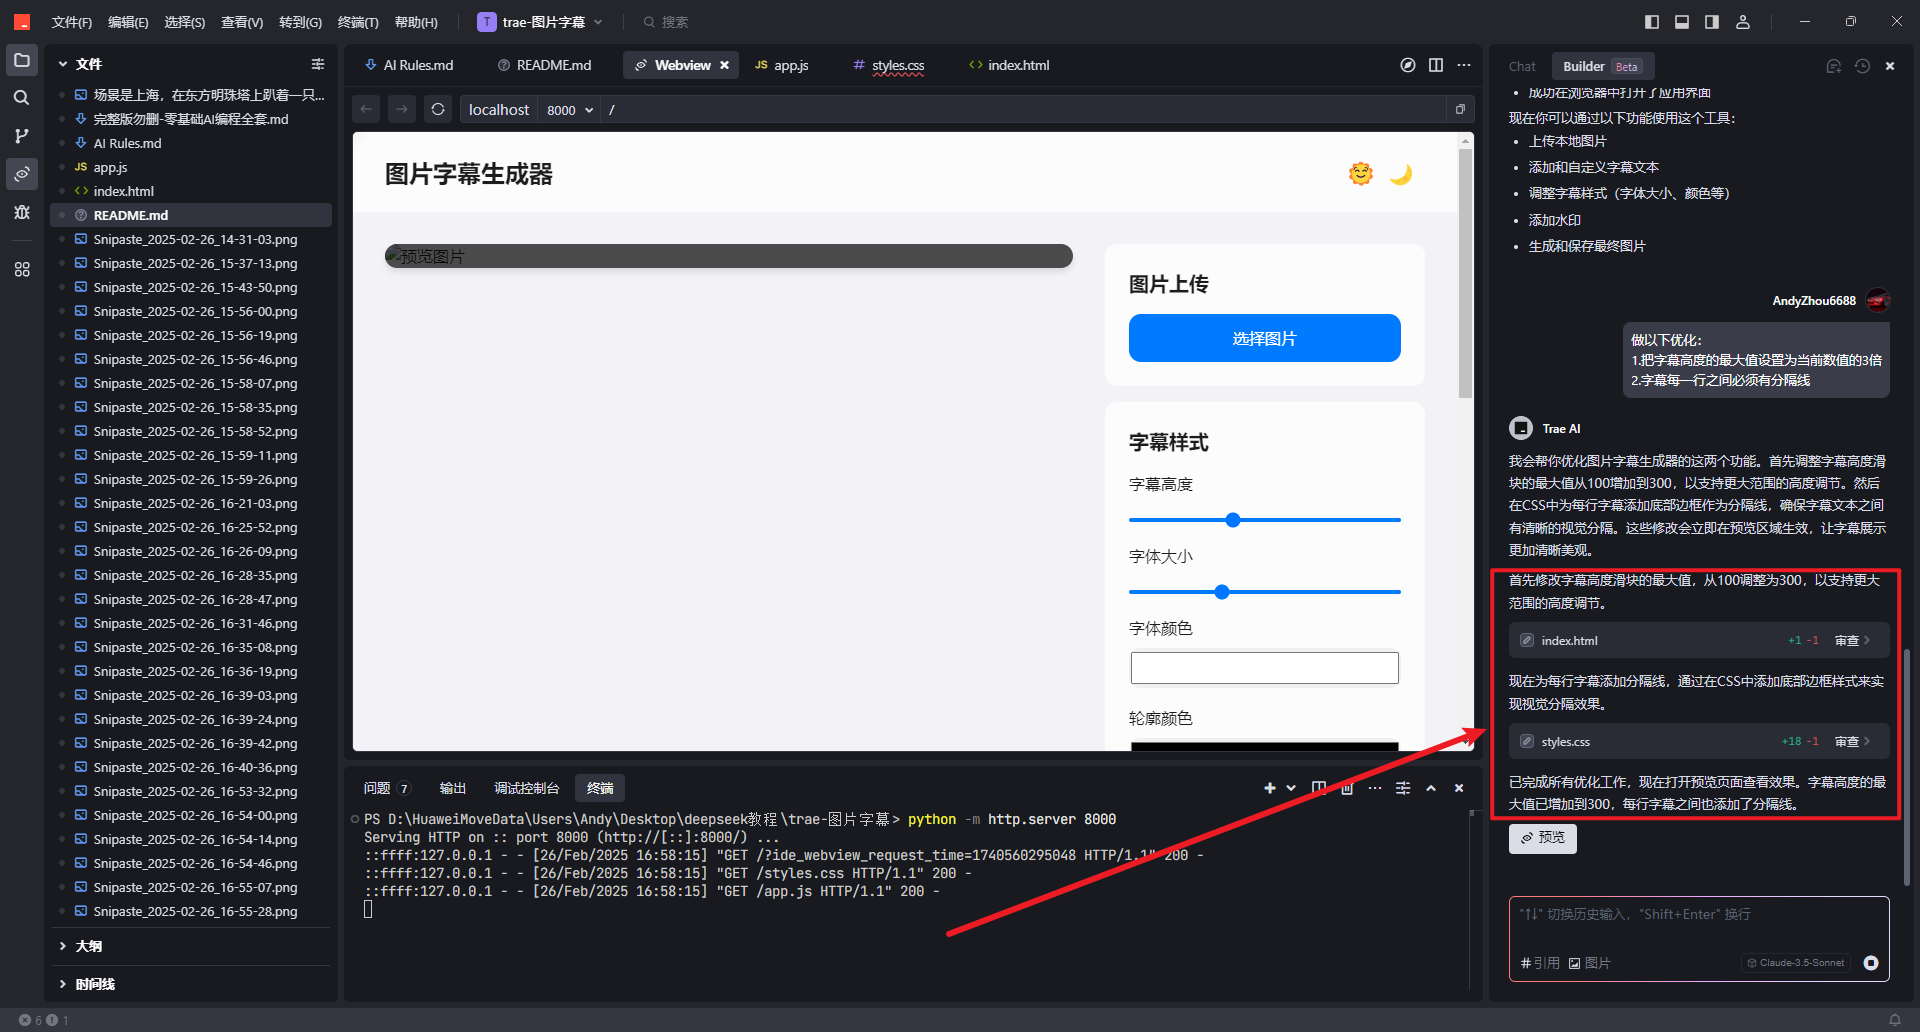 文件(F) 编辑(E) 选择(S) 查看(V) 转到(G) 终端(T) 帮助(H) T trae-图片字幕 搜索
文件
场景是上海，在东方明珠塔上趴着一只...
完整版勿删-零基础AI编程全套.md
AI Rules.md
JS app.js
index.html
README.md
Snipaste_2025-02-26_14-31-03.png
Snipaste_2025-02-26_15-37-13.png
Snipaste_2025-02-26_15-43-50.png
Snipaste_2025-02-26_15-56-00.png
Snipaste_2025-02-26_15-56-19.png
Snipaste_2025-02-26_15-56-46.png
Snipaste_2025-02-26_15-58-07.png
Snipaste_2025-02-26_15-58-35.png
Snipaste_2025-02-26_15-58-52.png
Snipaste_2025-02-26_15-59-11.png
Snipaste_2025-02-26_15-59-26.png
Snipaste_2025-02-26_16-21-03.png
Snipaste_2025-02-26_16-25-52.png
Snipaste_2025-02-26_16-26-09.png
Snipaste_2025-02-26_16-28-35.png
Snipaste_2025-02-26_16-28-47.png
Snipaste_2025-02-26_16-31-46.png
Snipaste_2025-02-26_16-35-08.png
Snipaste_2025-02-26_16-36-19.png
Snipaste_2025-02-26_16-39-03.png
Snipaste_2025-02-26_16-39-24.png
Snipaste_2025-02-26_16-39-42.png
Snipaste_2025-02-26_16-40-36.png
Snipaste_2025-02-26_16-53-32.png
Snipaste_2025-02-26_16-54-00.png
Snipaste_2025-02-26_16-54-14.png
Snipaste_2025-02-26_16-54-46.png
Snipaste_2025-02-26_16-55-07.png
Snipaste_2025-02-26_16-55-28.png
大纲
时间线
6 1
AI Rules.md README.md Webview JS app.js # styles.css index.html
localhost 8000 /
图片字幕生成器
预览图片
图片上传
选择图片
字幕样式
字幕高度
字体大小
字体颜色
轮廓颜色
问题 7 输出 调试控制台 终端
PS D:\HuaweiMoveData\Users\Andy\Desktop\deepseek教程\trae-图片字幕> python -m http.server 8000
Serving HTTP on :: port 8000 (http://[::]:8000/) ...
::ffff:127.0.0.1 - - [26/Feb/2025 16:58:15] "GET /?ide_webview_request_time=1740560295048 HTTP/1.1" 200 -
::ffff:127.0.0.1 - - [26/Feb/2025 16:58:15] "GET /styles.css HTTP/1.1" 200 -
::ffff:127.0.0.1 - - [26/Feb/2025 16:58:15] "GET /app.js HTTP/1.1" 200 -
Chat Builder Beta
成功在浏览器中打开了应用界面
现在你可以通过以下功能使用这个工具：
上传本地图片
添加和自定义字幕文本
调整字幕样式（字体大小、颜色等）
添加水印
生成和保存最终图片
AndyZhou6688
做以下优化：
1.把字幕高度的最大值设置为当前数值的3倍
2.字幕每一行之间必须有分隔线
Trae AI
我会帮你优化图片字幕生成器的这两个功能。首先调整字幕高度滑
块的最大值从100增加到300，以支持更大范围的高度调节。然后
在CSS中为每行字幕添加底部边框作为分隔线，确保字幕文本之间
有清晰的视觉分隔。这些修改会立即在预览区域生效，让字幕展示
更加清晰美观。
首先修改字幕高度滑块的最大值，从100调整为300，以支持更大
范围的高度调节。
index.html +1 -1 审查
现在为每行字幕添加分隔线，通过在CSS中添加底部边框样式来实
现视觉分隔效果。
styles.css +18 -1 审查
已完成所有优化工作，现在打开预览页面查看效果。字幕高度的最
大值已增加到300，每行字幕之间也添加了分隔线。
预览
"↑↓" 切换历史输入，"Shift+Enter" 换行
#引用 图片 Claude-3.5-Sonnet